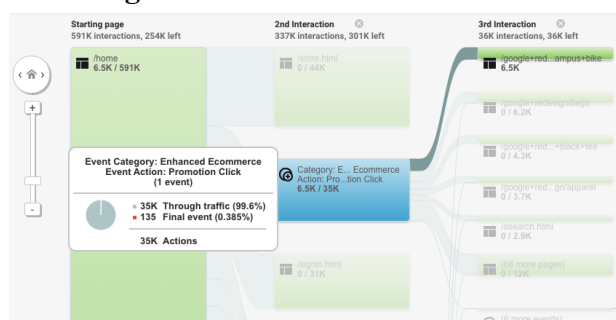 Starting page
591K interactions, 254K left
2nd Interaction
337K interactions, 301K left
3rd Interaction
36K interactions, 36K left
/home
6.5K / 591K
/store.html
0 / 44K
/google+red...ampus+bike
6.5K
/google+redesign/bags
0 / 6.2K
/google+red...+black+tee
0 / 4.3K
/google+red...gn/apparel
0 / 3.7K
/asearch.html
0 / 2.9K
(68 more pages)
0 / 12K
(6 more events)
Category: E... Ecommerce
Action: Pro...tion Click
6.5K / 35K
/signin.html
0 / 31K
Event Category: Enhanced Ecommerce
Event Action: Promotion Click
(1 event)
35K Through traffic (99.6%)
135 Final event (0.385%)
35K Actions